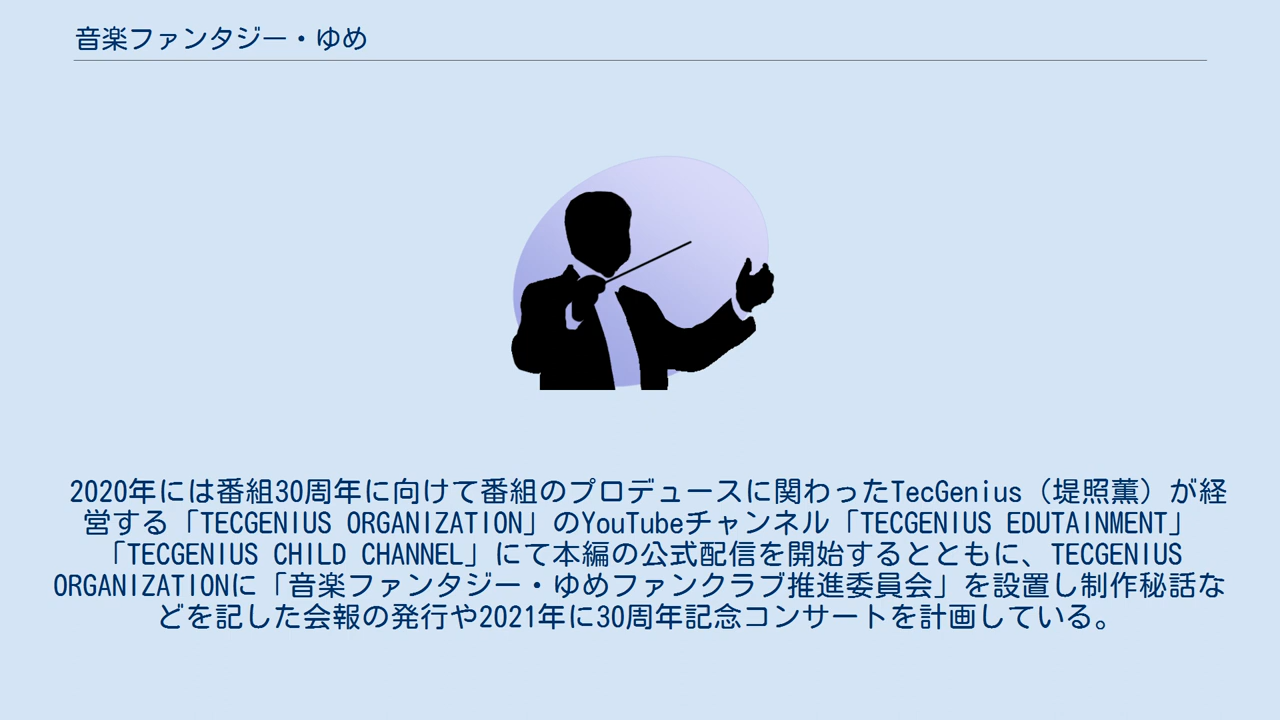 音楽ファンタジー・ゆめ
2020年には番組30周年に向けて番組のプロデュースに関わったTecGenius（堤照薫）が経
営する「TECGENIUS ORGANIZATION」のYouTubeチャンネル「TECGENIUS EDUTAINMENT」
「TECGENIUS CHILD CHANNEL」にて本編の公式配信を開始するとともに、TECGENIUS
ORGANIZATIONに「音楽ファンタジー・ゆめファンクラブ推進委員会」を設置し制作秘話な
どを記した会報の発行や2021年に30周年記念コンサートを計画している。